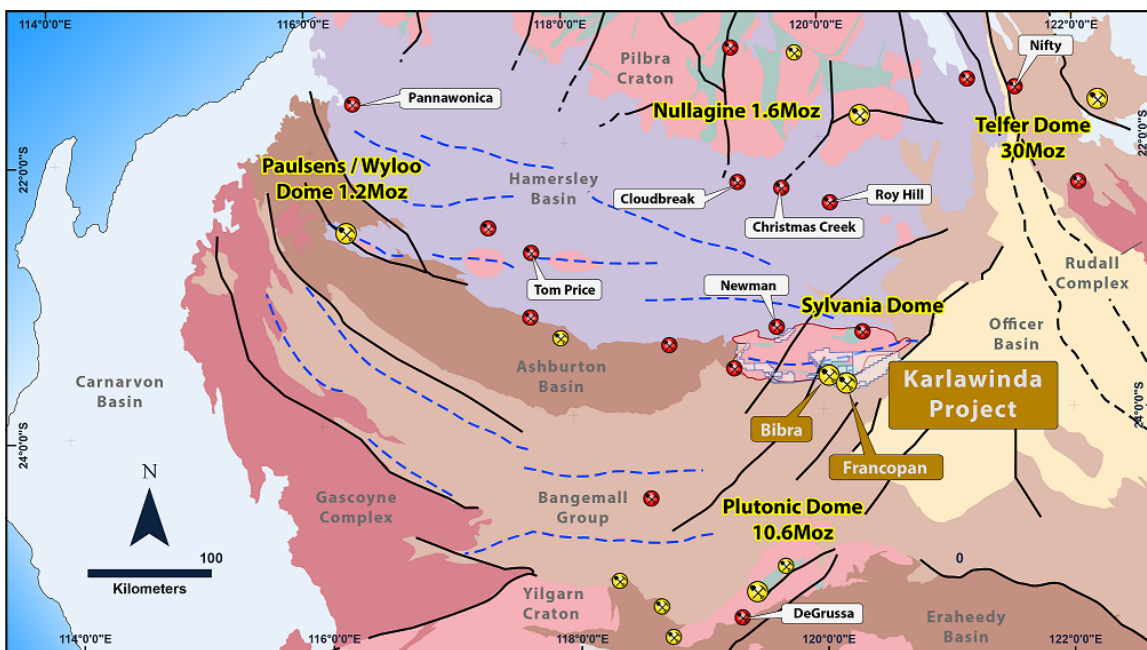 114°0'0"E
116°0'0"E
118°0'0"E
120°0'0"E
122°0'0"E
Nifty
Pilbra
Craton
Pannawonica
Nullagine 1.6Moz
Telfer Dome
30Moz
22°0'0"S
22°0'0"S
Paulsens / Wyloo
Dome 1.2Moz
Hamersley
Basin
Cloudbreak
Roy Hill
Christmas Creek
Rudall
Complex
Tom Price
Newman
Sylvania Dome
Officer
Basin
Ashburton
Basin
Carnarvon
Basin
Karlawinda
Project
24°0'0"S
24°0'0"S
Bibra
Francopan
N
Gascoyne
Complex
Bangemall
Group
Plutonic Dome
10.6Moz
100
0
Kilometers
Yilgarn
Craton
DeGrussa
Eraheedy
Basin
114°0'0"E
116°0'0"E
118°0'0"E
120°0'0"E
122°0'0"E